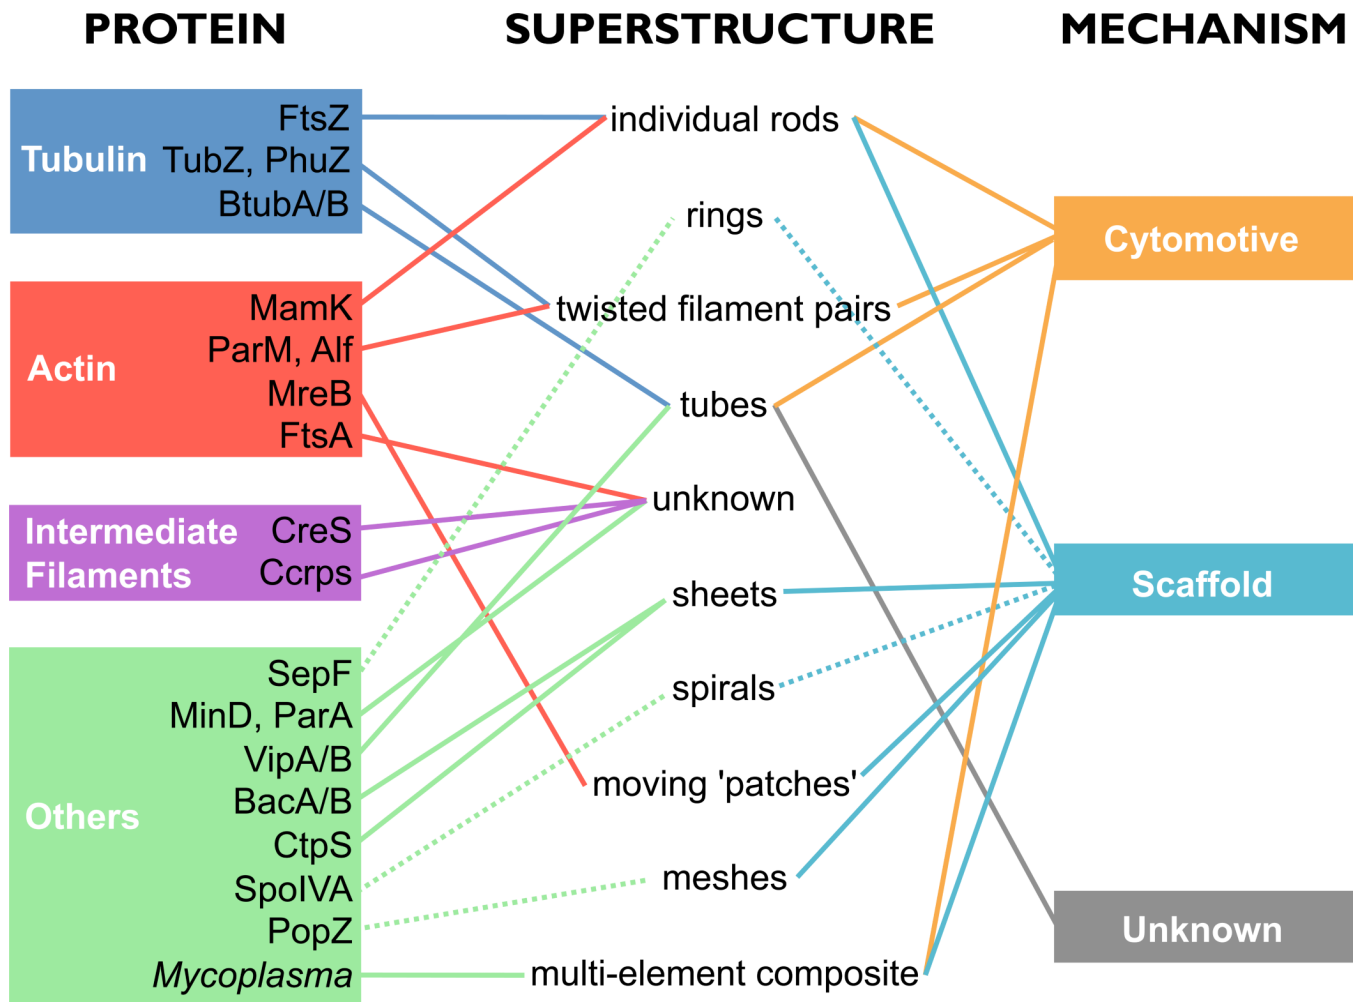 PROTEIN SUPERSTRUCTURE MECHANISM
Tubulin
FtsZ
TubZ, PhuZ
BtubA/B
Actin
MamK
ParM, Alf
MreB
FtsA
Intermediate
Filaments
CreS
Ccrps
Others
SepF
MinD, ParA
VipA/B
BacA/B
CtpS
SpoIVA
PopZ
Mycoplasma
individual rods
rings
twisted filament pairs
tubes
unknown
sheets
spirals
moving 'patches'
meshes
multi-element composite
Cytomotive
Scaffold
Unknown